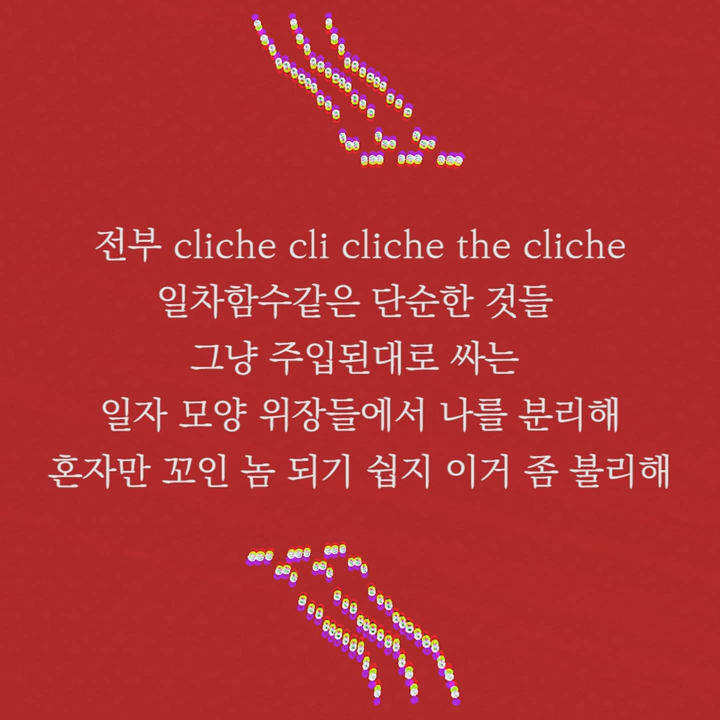 전부 cliche cli cliche the cliche
일차함수같은 단순한 것들
그냥 주입된대로 싸는
일자 모양 위장들에서 나를 분리해
혼자만 꼬인 놈 되기 쉽지 이거 좀 불리해